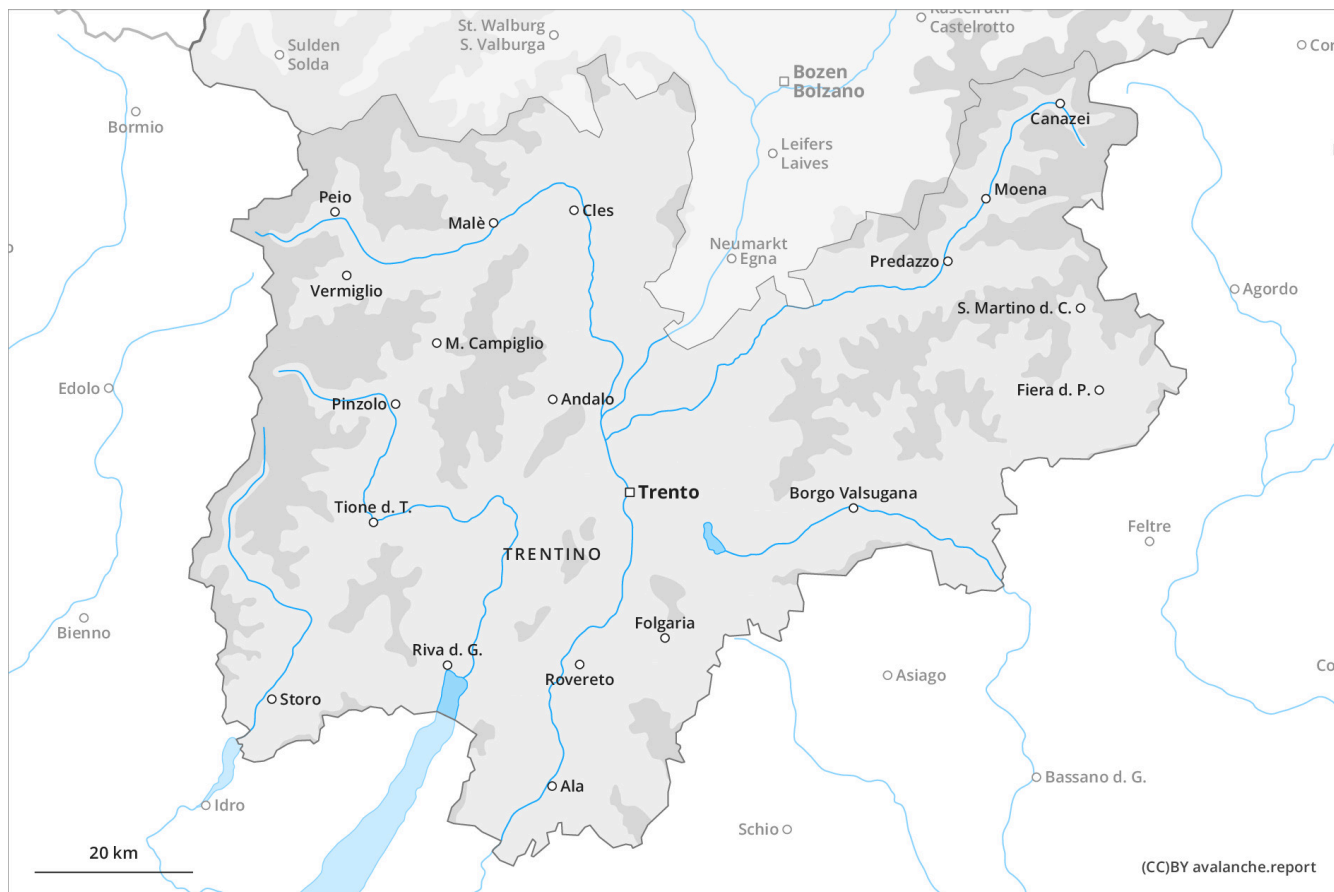 Kastelruth
Castelrotto
St. Walburg
S. Valburga
Sulden
Solda
Bozen
Bolzano
Bormio
Canazei
Leifers
Laives
Moena
Peio
Malè
Cles
Neumarkt
Egna
Predazzo
Vermiglio
Agordo
S. Martino d. C.
M. Campiglio
Edolo
Pinzolo
Andalo
Fiera d. P.
Trento
Borgo Valsugana
Tione d. T.
Feltre
TRENTINO
Bienno
Folgaria
Riva d. G.
Rovereto
Asiago
Storo
Bassano d. G.
Ala
Idro
Schio
20 km
(CC)BY avalanche.report